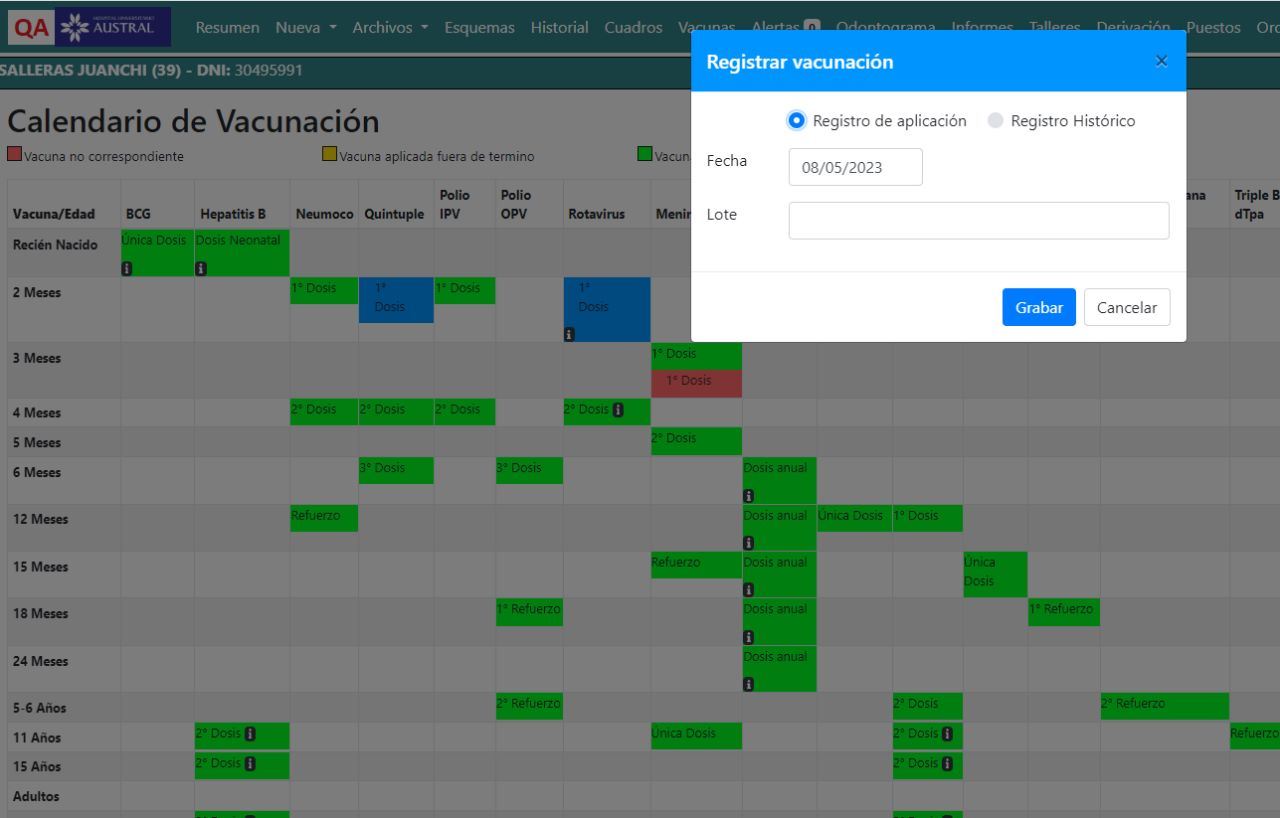 QA
HOSPITAL UNIVERSITARIO
AUSTRAL
Resumen Nueva Archivos Esquemas Historial Cuadros Vacunas Alertas 0 Odontograma Informes Talleres Derivación Puestos
SALLERAS JUANCHI (39) - DNI: 30495991
Registrar vacunación ×
Registro de aplicación Registro Histórico
Fecha 08/05/2023
Lote
Grabar Cancelar
Calendario de Vacunación
Vacuna no correspondiente Vacuna aplicada fuera de termino
Vacuna/Edad BCG Hepatitis B Neumoco Quintuple Polio IPV Polio OPV Rotavirus Triple B dTpa
Recién Nacido Única Dosis Dosis Neonatal
2 Meses 1° Dosis 1° Dosis 1° Dosis 1° Dosis
3 Meses 1° Dosis
1° Dosis
4 Meses 2° Dosis 2° Dosis 2° Dosis 2° Dosis
5 Meses 2° Dosis
6 Meses 3° Dosis 3° Dosis Dosis anual
12 Meses Refuerzo Dosis anual Única Dosis 1° Dosis
15 Meses Refuerzo Dosis anual Única Dosis
18 Meses 1° Refuerzo Dosis anual 1° Refuerzo
24 Meses Dosis anual
5-6 Años 2° Refuerzo 2° Dosis 2° Refuerzo
11 Años 2° Dosis Única Dosis 2° Dosis Refuerzo
15 Años 2° Dosis 2° Dosis
Adultos